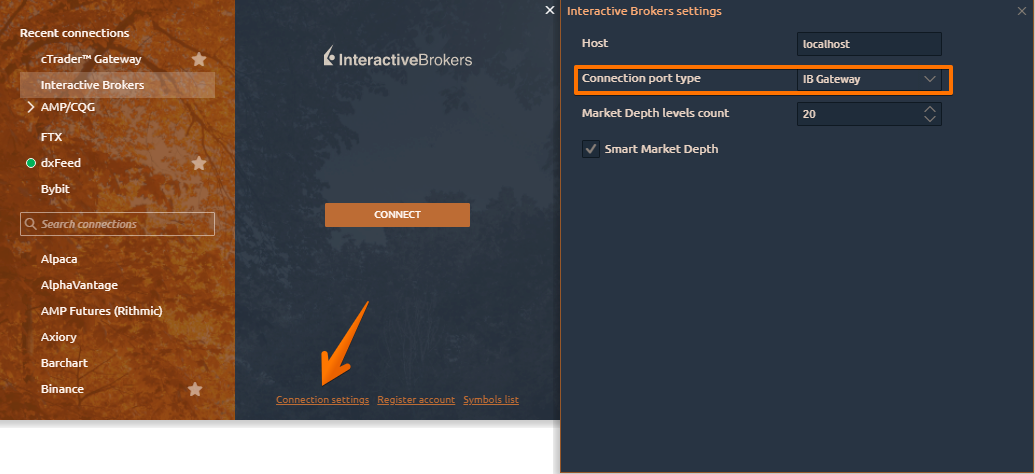 Recent connections
cTrader™ Gateway
Interactive Brokers
AMP/CQG
FTX
dxFeed
Bybit
Search connections
Alpaca
AlphaVantage
AMP Futures (Rithmic)
Axiory
Barchart
Binance
InteractiveBrokers
CONNECT
Connection settings Register account Symbols list
Interactive Brokers settings
Host localhost
Connection port type IB Gateway
Market Depth levels count 20
Smart Market Depth